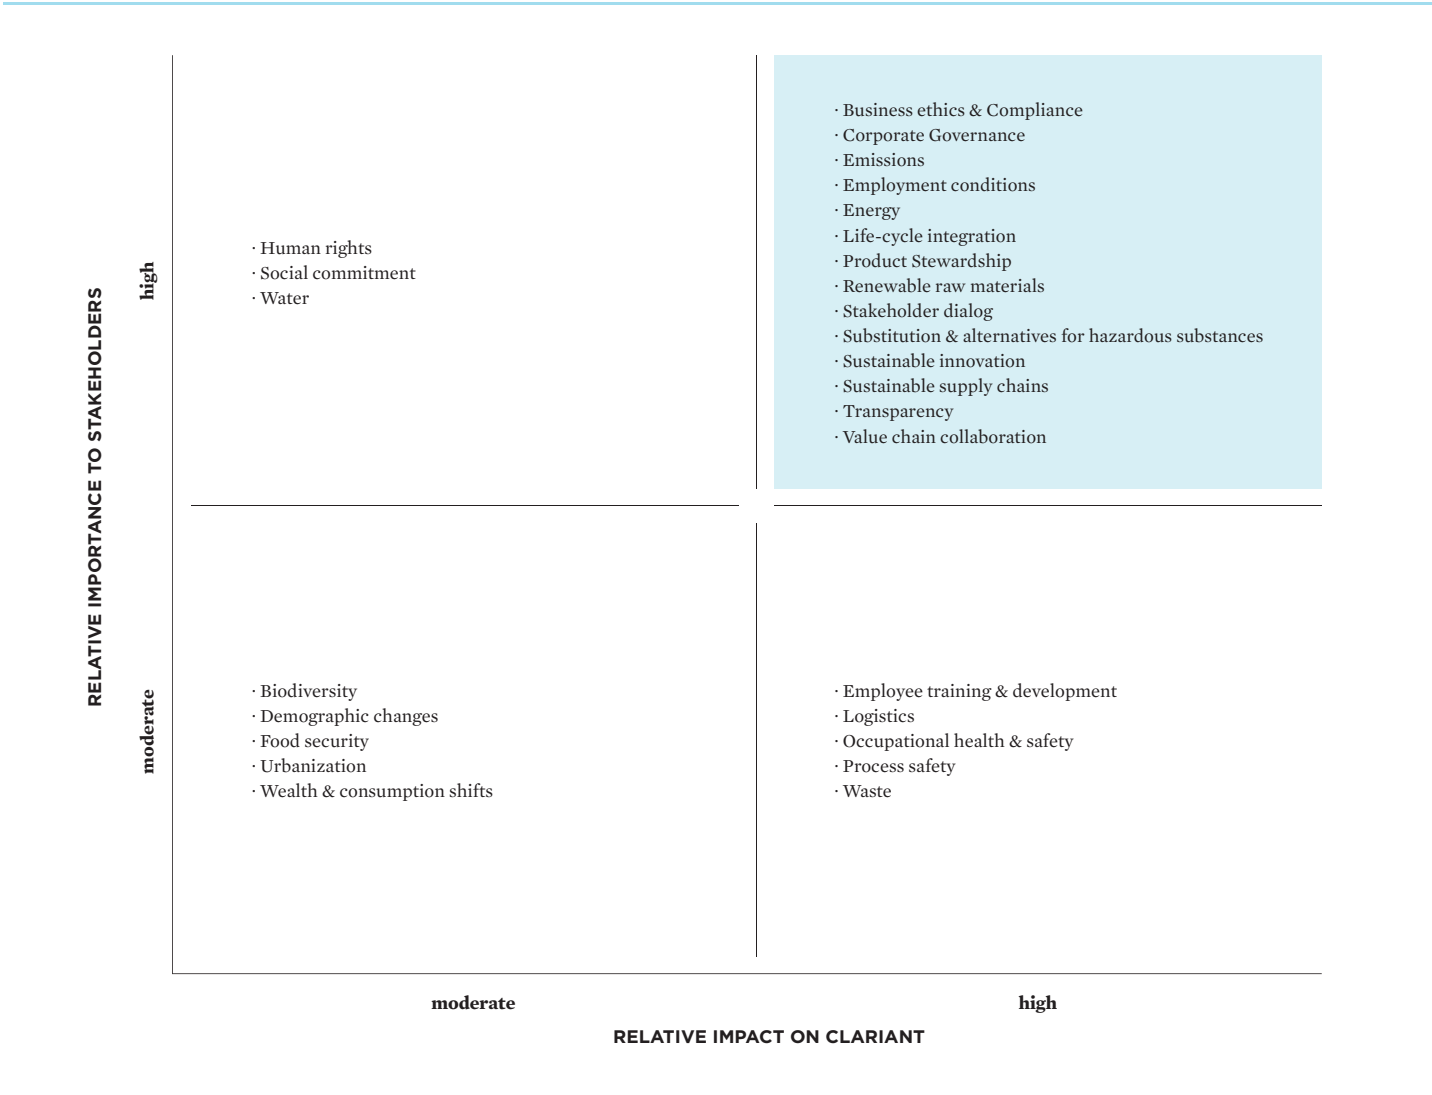 RELATIVE IMPORTANCE TO STAKEHOLDERS
high
· Human rights
· Social commitment
· Water
· Business ethics & Compliance
· Corporate Governance
· Emissions
· Employment conditions
· Energy
· Life-cycle integration
· Product Stewardship
· Renewable raw materials
· Stakeholder dialog
· Substitution & alternatives for hazardous substances
· Sustainable innovation
· Sustainable supply chains
· Transparency
· Value chain collaboration
moderate
· Biodiversity
· Demographic changes
· Food security
· Urbanization
· Wealth & consumption shifts
· Employee training & development
· Logistics
· Occupational health & safety
· Process safety
· Waste
moderate
high
RELATIVE IMPACT ON CLARIANT